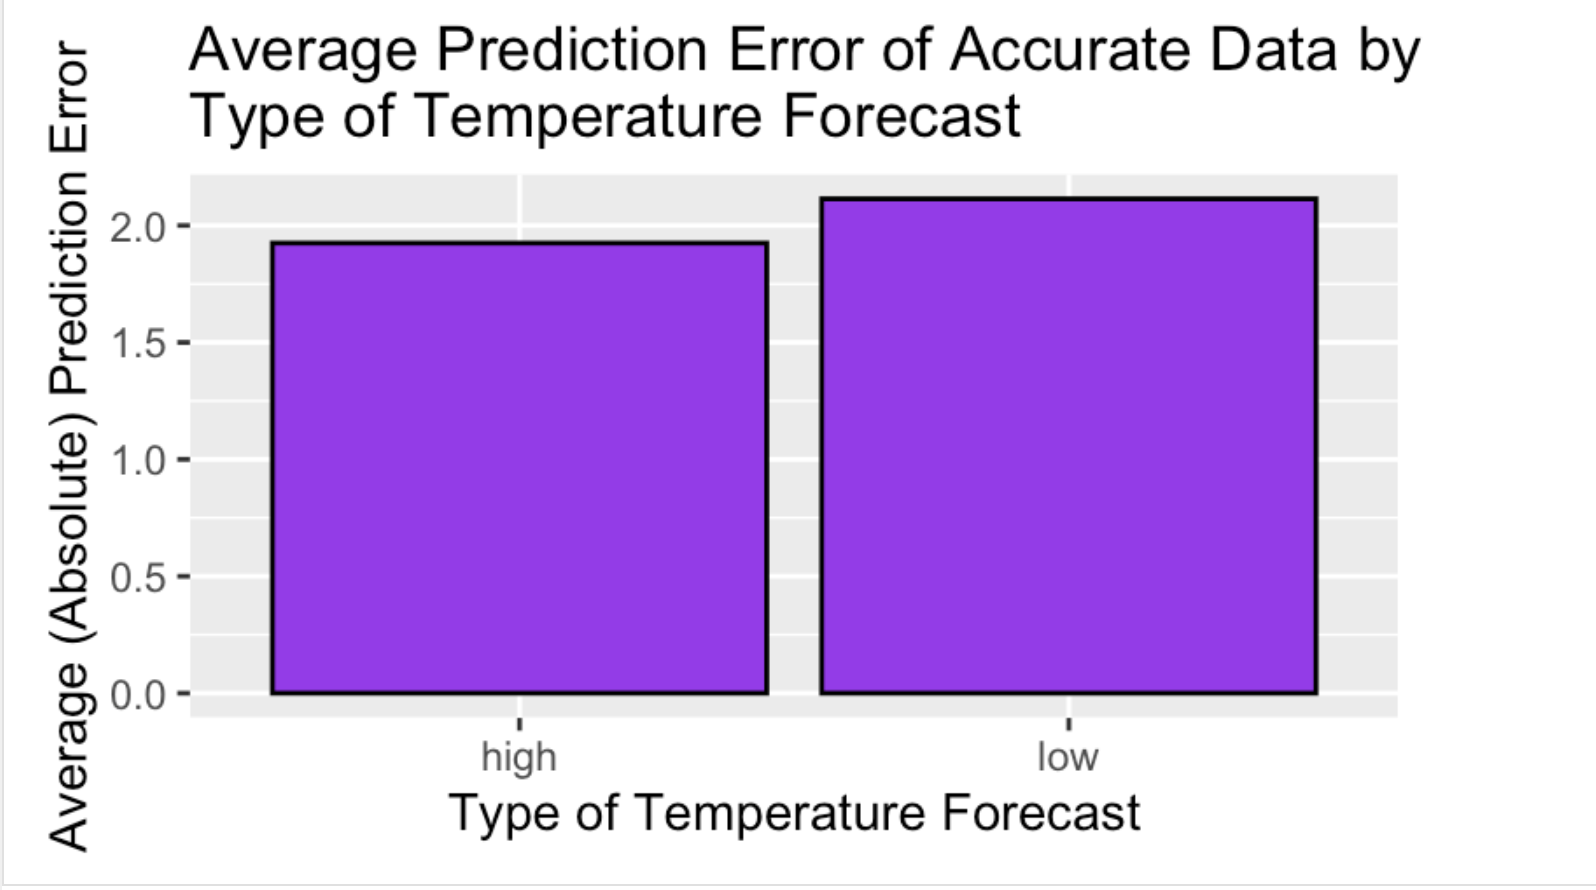 Average Prediction Error of Accurate Data by
Type of Temperature Forecast
Average (Absolute) Prediction Error
2.0
1.5
1.0
0.5
0.0
high
low
Type of Temperature Forecast